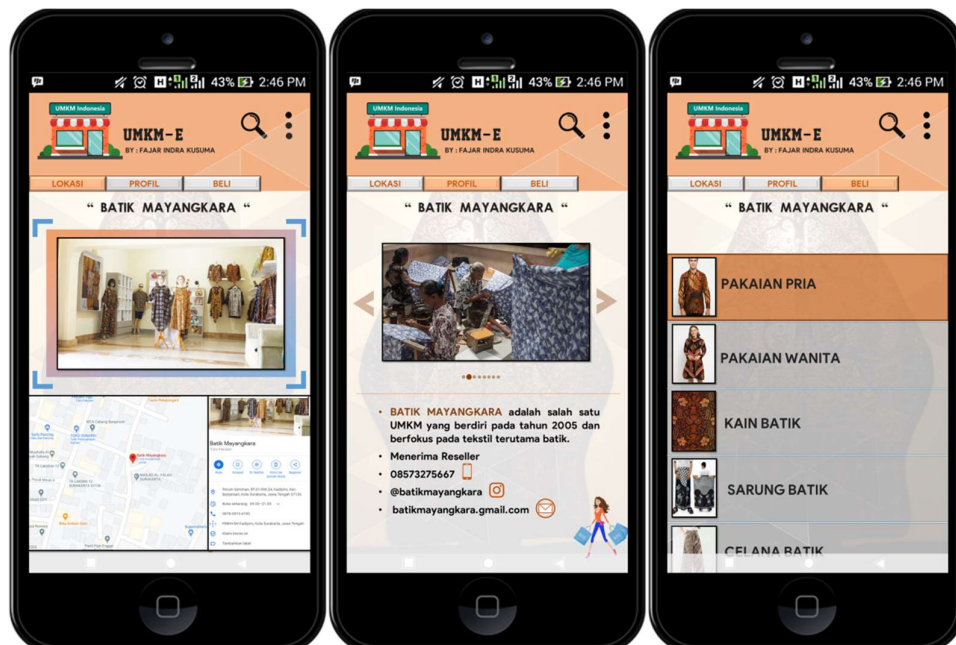 43% 2:46 PM
UMKM Indonesia
UMKM-E
BY : FAJAR INDRA KUSUMA
LOKASI PROFIL BELI
“ BATIK MAYANGKARA “
Batik Mayangkara
Batik Mayangkara
43% 2:46 PM
UMKM Indonesia
UMKM-E
BY : FAJAR INDRA KUSUMA
LOKASI PROFIL BELI
“ BATIK MAYANGKARA “
• BATIK MAYANGKARA adalah salah satu
UMKM yang berdiri pada tahun 2005 dan
berfokus pada tekstil terutama batik.
• Menerima Reseller
• 08573275667
• @batikmayangkara
• batikmayangkara.gmail.com
43% 2:46 PM
UMKM Indonesia
UMKM-E
BY : FAJAR INDRA KUSUMA
LOKASI PROFIL BELI
“ BATIK MAYANGKARA “
PAKAIAN PRIA
PAKAIAN WANITA
KAIN BATIK
SARUNG BATIK
CELANA BATIK